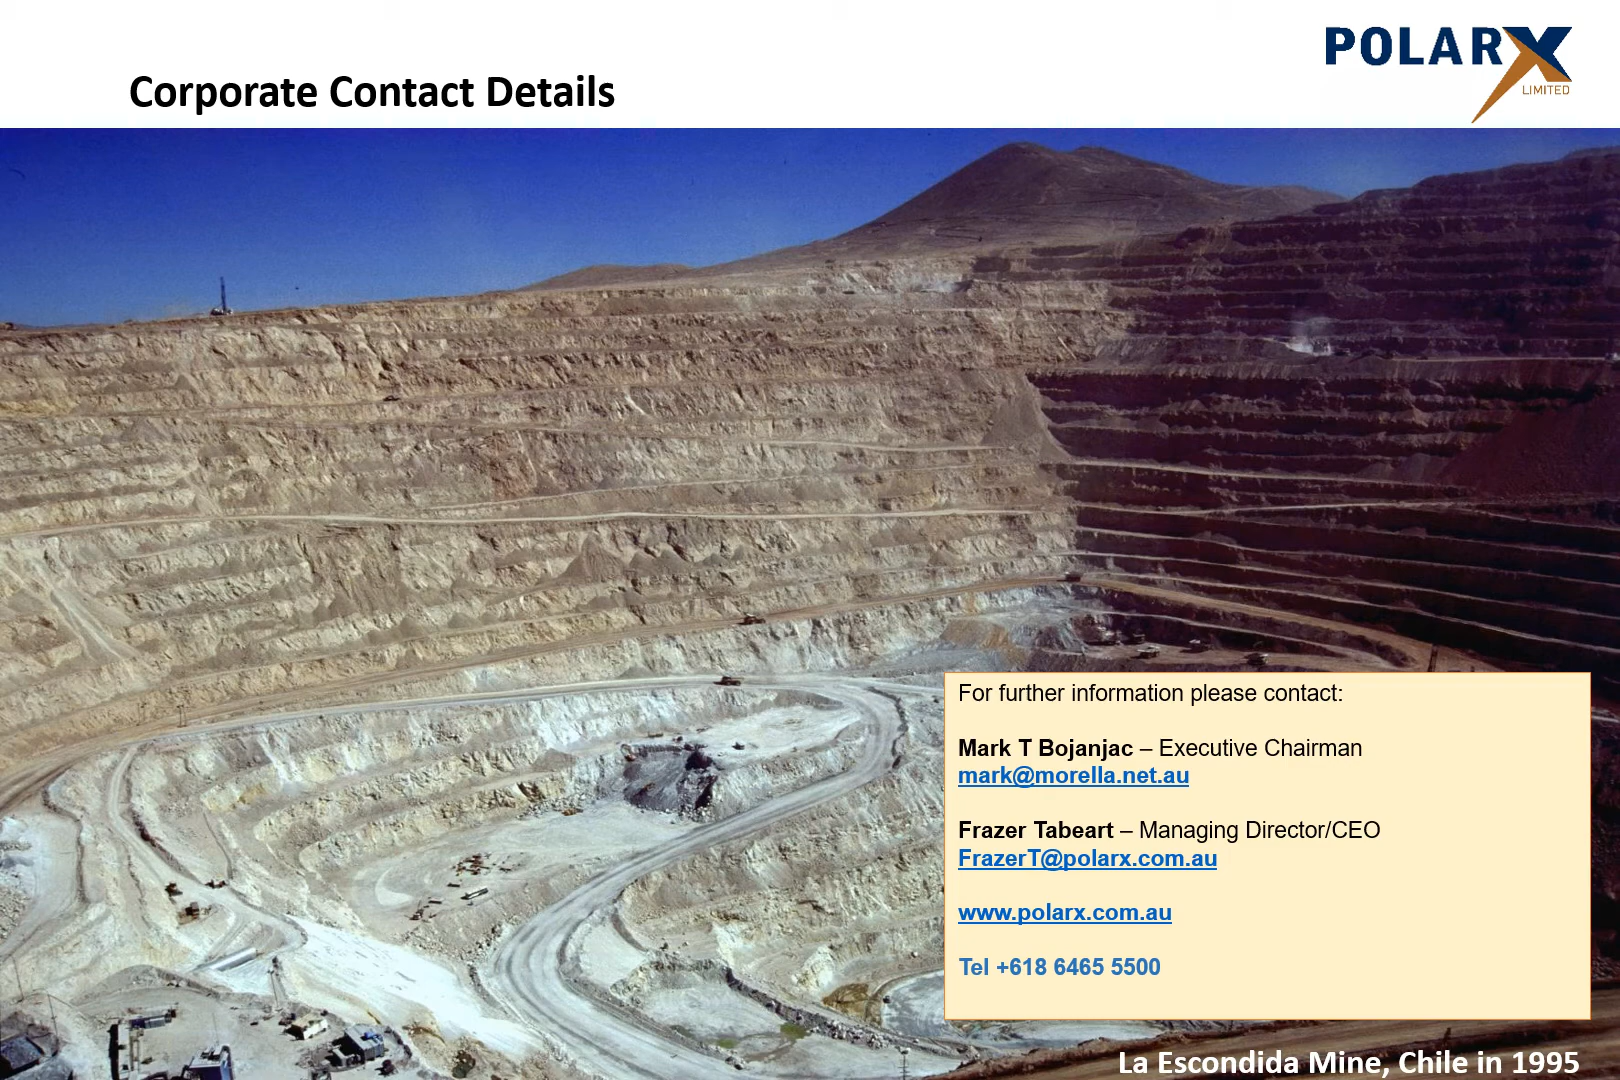 POLARX
LIMITED
Corporate Contact Details
For further information please contact:
Mark T Bojanjac – Executive Chairman
mark@morella.net.au
Frazer Tabeart – Managing Director/CEO
FrazerT@polarx.com.au
www.polarx.com.au
Tel +618 6465 5500
La Escondida Mine, Chile in 1995